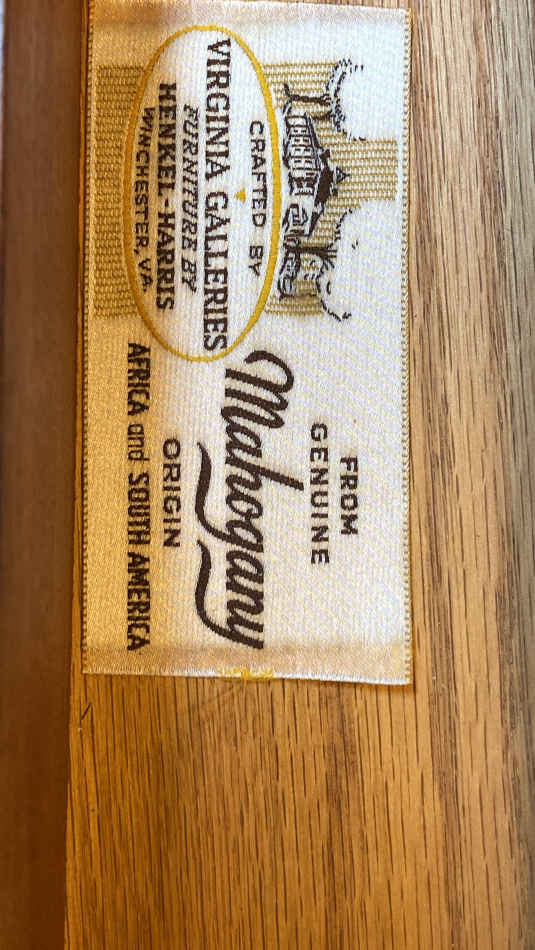 CRAFTED BY
VIRGINIA GALLERIES
FURNITURE BY
HENKEL-HARRIS
WINCHESTER, VA.
FROM
GENUINE
Mahogany
ORIGIN
AFRICA and SOUTH AMERICA